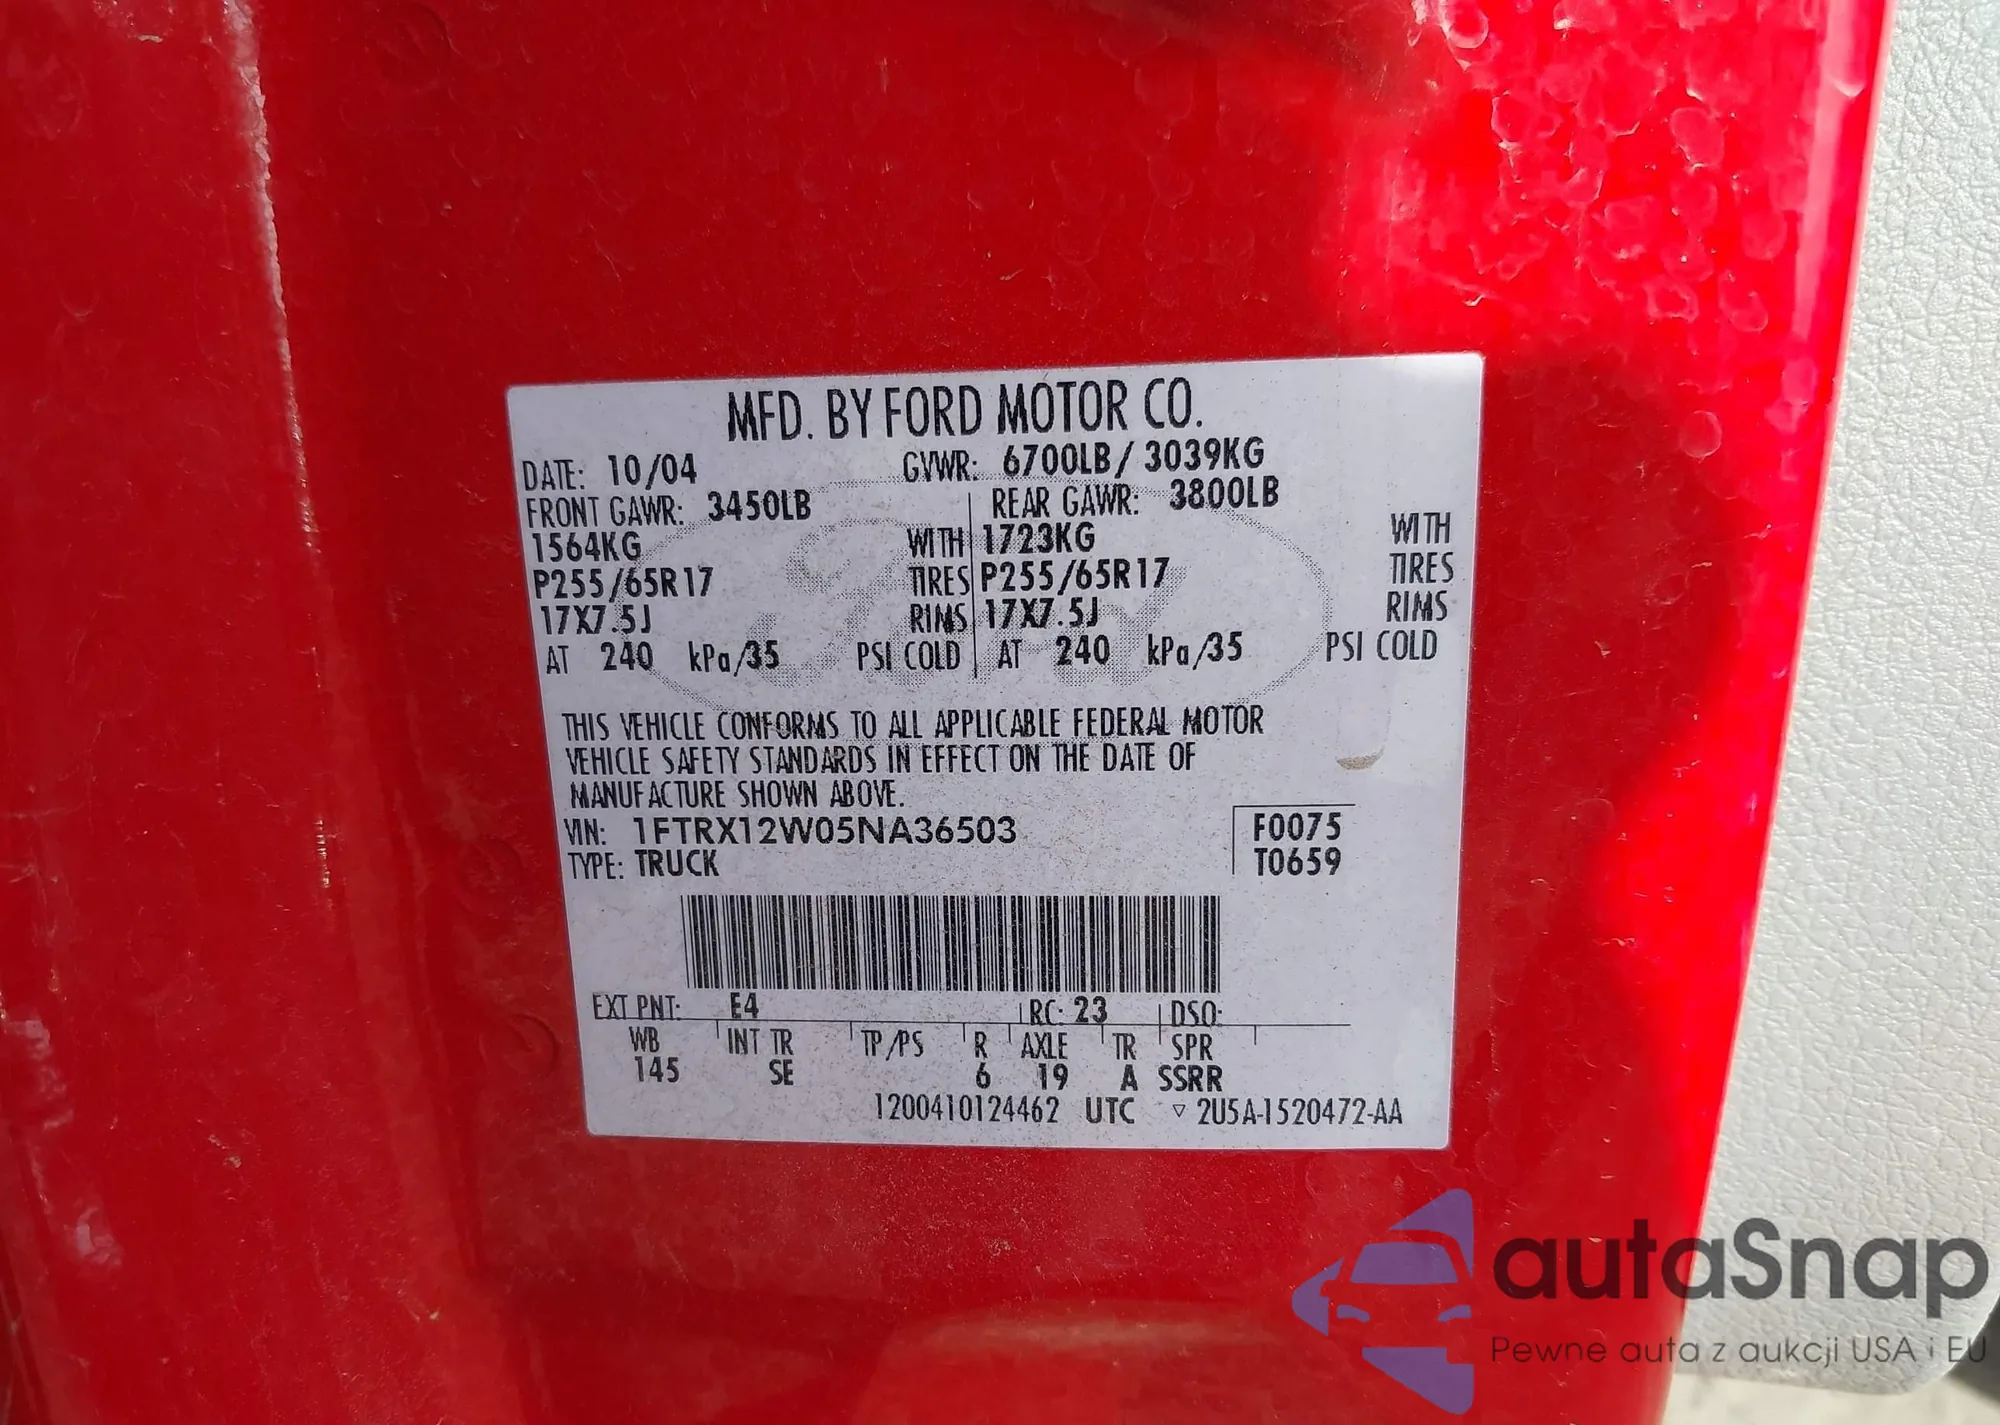 MFD. BY FORD MOTOR CO.
DATE: 10/04 GVWR: 6700LB / 3039KG
FRONT GAWR: 3450LB REAR GAWR: 3800LB
1564KG WITH 1723KG WITH
P255/65R17 TIRES P255/65R17 TIRES
17X7.5J RIMS 17X7.5J RIMS
AT 240 kPa/35 PSI COLD AT 240 kPa/35 PSI COLD
THIS VEHICLE CONFORMS TO ALL APPLICABLE FEDERAL MOTOR
VEHICLE SAFETY STANDARDS IN EFFECT ON THE DATE OF
MANUFACTURE SHOWN ABOVE.
VIN: 1FTRX12W05NA36503 F0075
TYPE: TRUCK T0659
EXT PNT: E4 RC: 23 DSO:
WB INT TR TP/PS R AXLE TR SPR
145 SE 6 19 A SSRR
1200410124462 UTC ▽ 2U5A-1520472-AA
autaSnap
Pewne auta z aukcji USA i EU